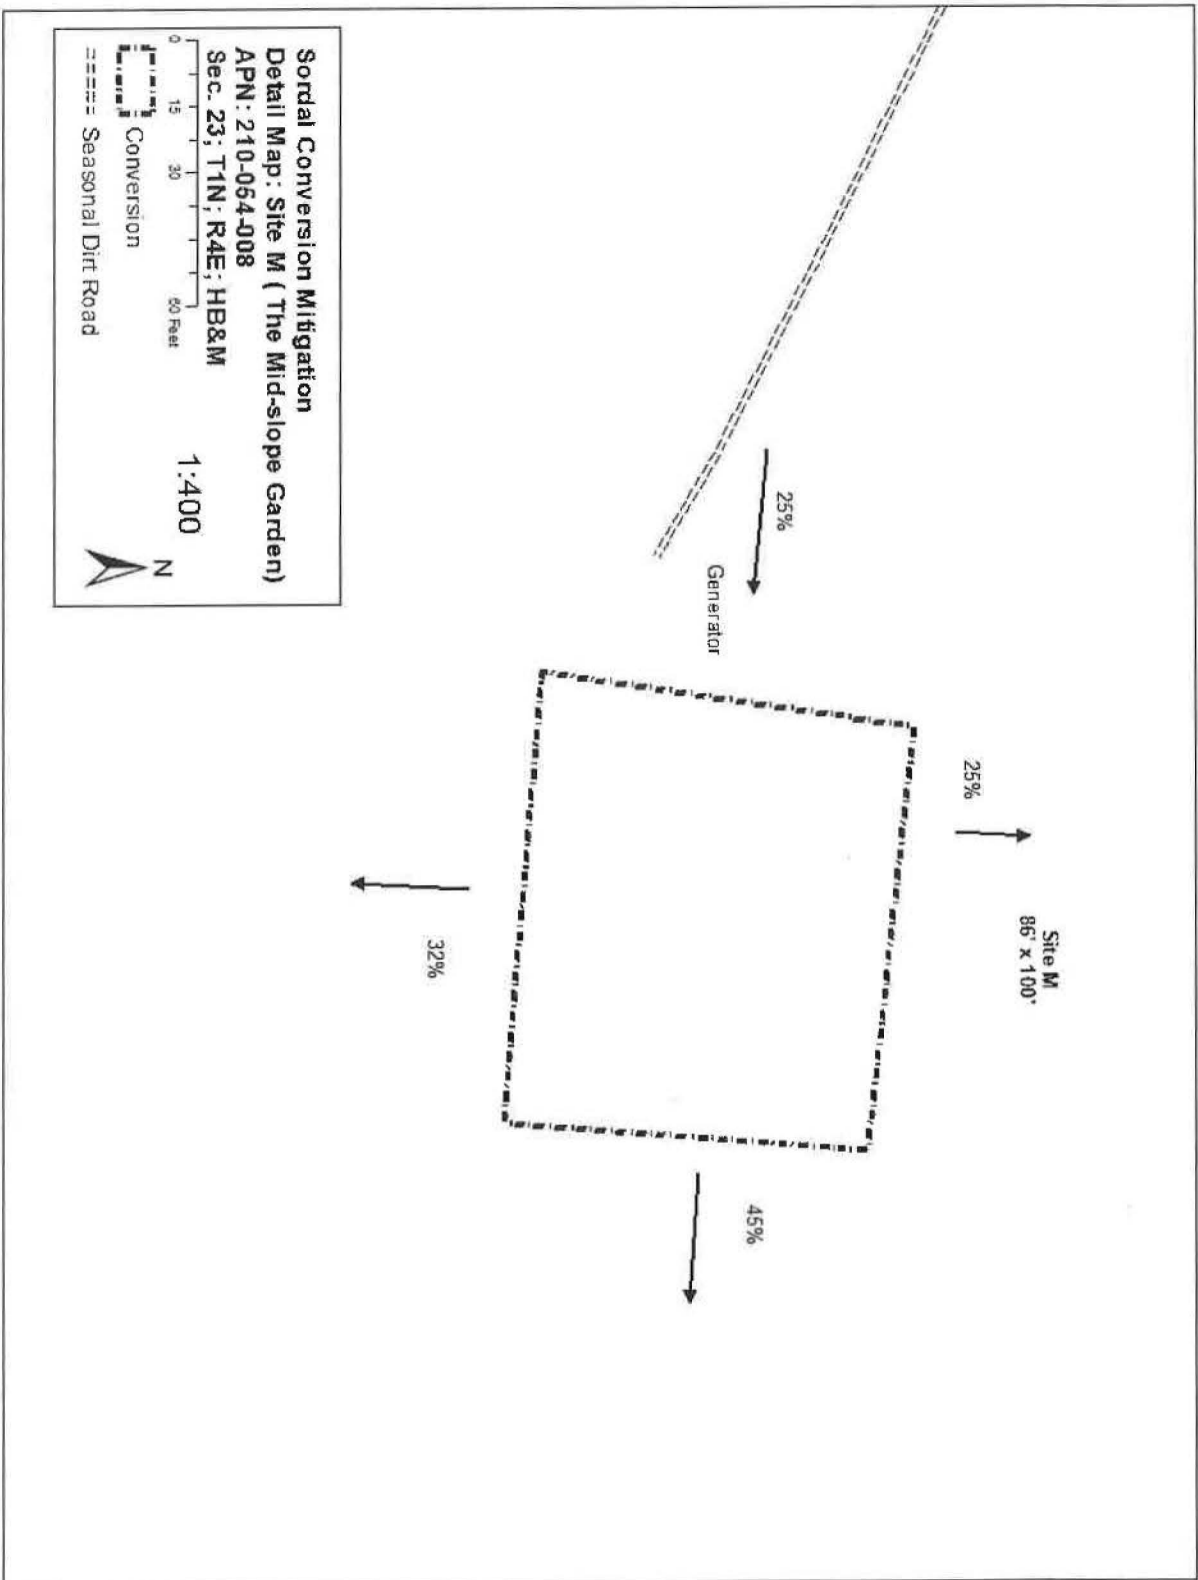 Site M
86' x 100'
25%
25%
Generator
45%
32%
Sordal Conversion Mitigation
Detail Map: Site M ( The Mid-slope Garden)
APN: 210-054-008
Sec. 23; T1N; R4E; HB&M
0 15 30 60 Feet
1:400
N
Conversion
Seasonal Dirt Road